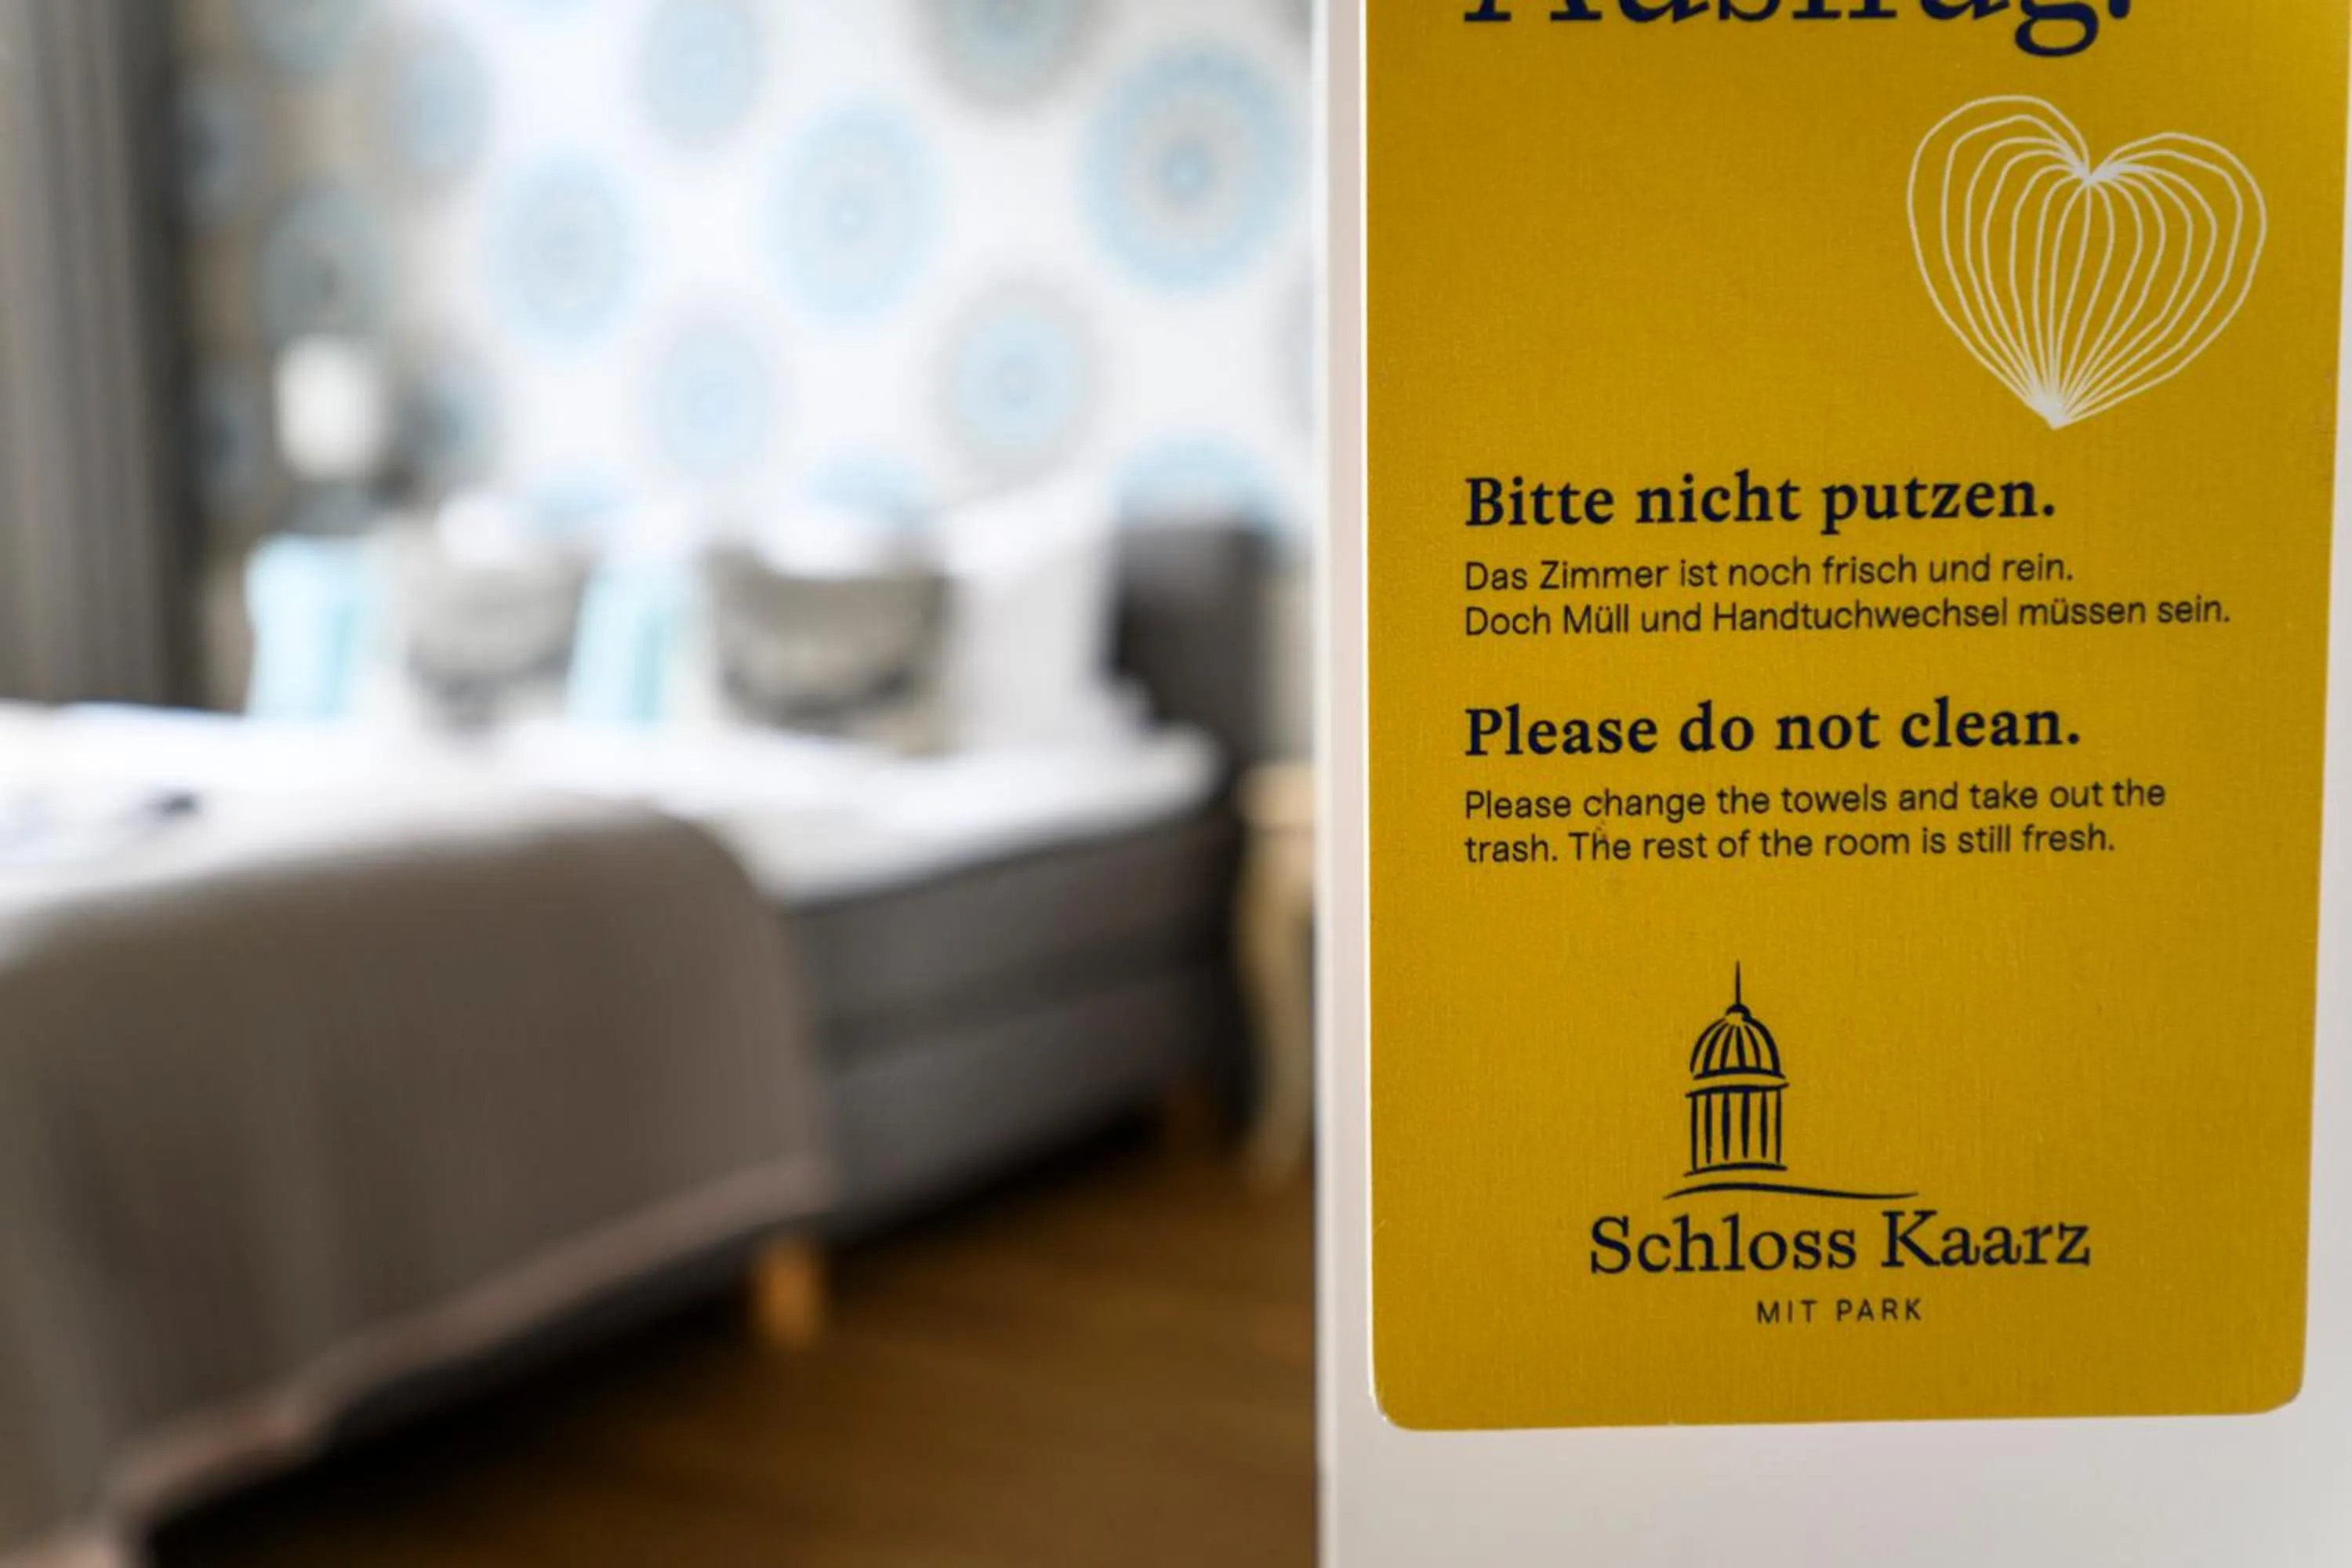 Bitte nicht putzen.
Das Zimmer ist noch frisch und rein.
Doch Müll und Handtuchwechsel müssen sein.
Please do not clean.
Please change the towels and take out the
trash. The rest of the room is still fresh.
Schloss Kaarz
MIT PARK